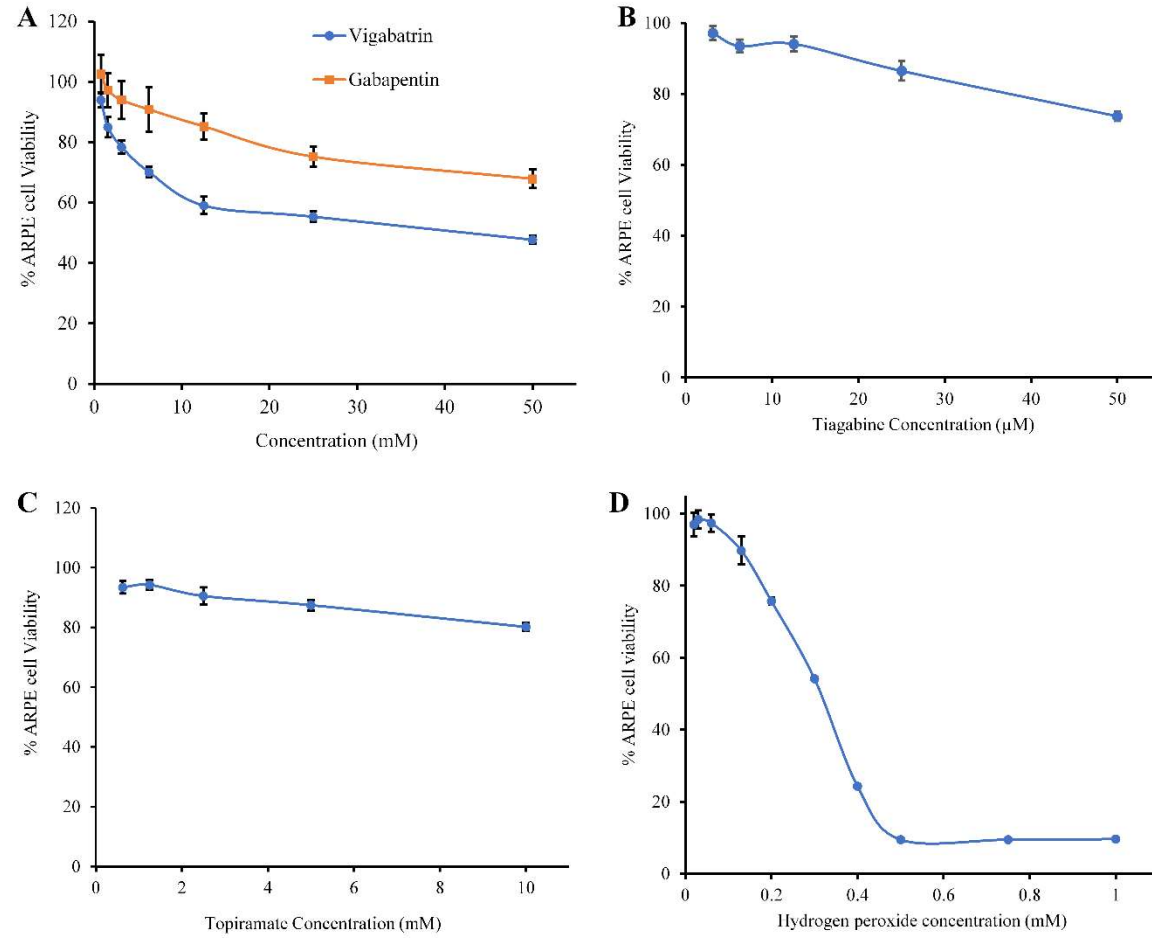 A
120
100
80
60
40
20
0
% ARPE cell Viability
Vigabatrin
Gabapentin
0 10 20 30 40 50
Concentration (mM)
B
100
80
60
40
20
0
% ARPE cell Viability
0 10 20 30 40 50
Tiagabine Concentration (µM)
C
120
100
80
60
40
20
0
% ARPE cell Viability
0 2 4 6 8 10
Topiramate Concentration (mM)
D
100
80
60
40
20
0
% ARPE cell viability
0 0.2 0.4 0.6 0.8 1
Hydrogen peroxide concentration (mM)